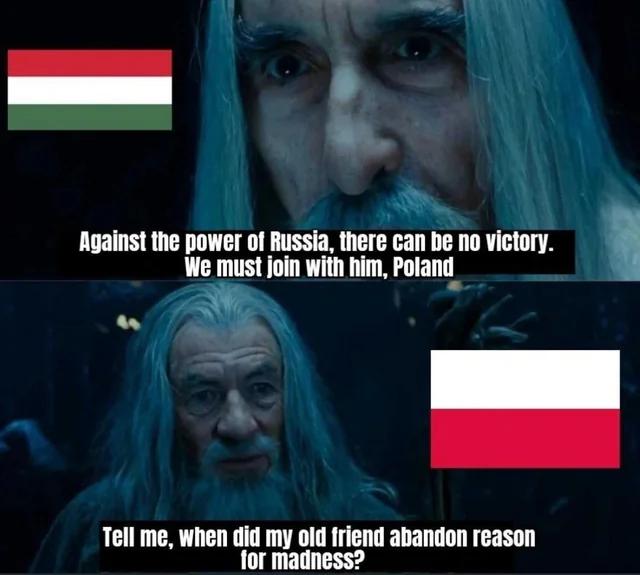 Against the power of Russia, there can be no victory.
We must join with him, Poland
Tell me, when did my old friend abandon reason
for madness?